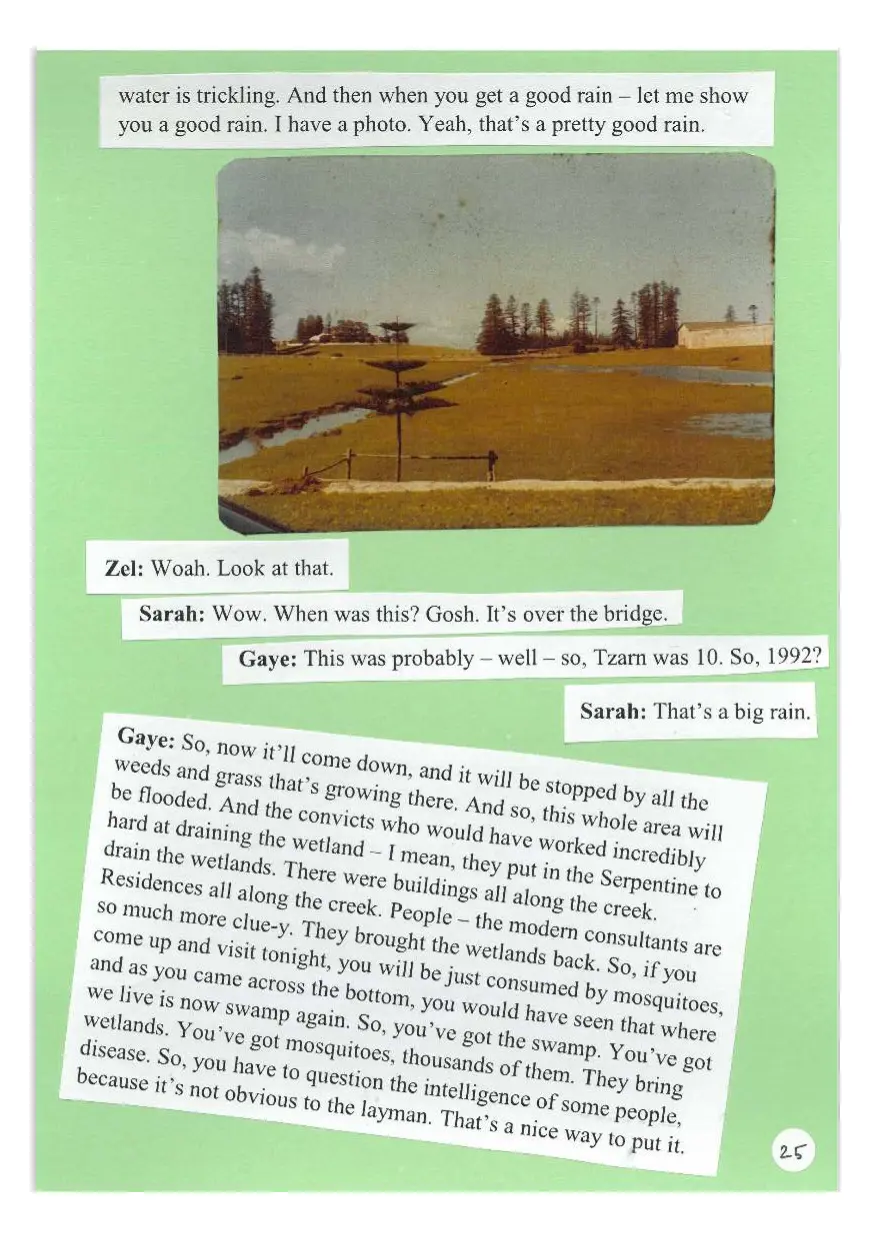 water is trickling. And then when you get a good rain – let me show
you a good rain. I have a photo. Yeah, that’s a pretty good rain.
Zel: Woah. Look at that.
Sarah: Wow. When was this? Gosh. It’s over the bridge.
Gaye: This was probably – well – so, Tzarn was 10. So, 1992?
Sarah: That’s a big rain.
Gaye: So, now it’ll come down, and it will be stopped by all the
weeds and grass that’s growing there. And so, this whole area will
be flooded. And the convicts who would have worked incredibly
hard at draining the wetland – I mean, they put in the Serpentine to
drain the wetlands. There were buildings all along the creek.
Residences all along the creek. People – the modern consultants are
so much more clue-y. They brought the wetlands back. So, if you
come up and visit tonight, you will be just consumed by mosquitoes,
and as you came across the bottom, you would have seen that where
we live is now swamp again. So, you’ve got the swamp. You’ve got
wetlands. You’ve got mosquitoes, thousands of them. They bring
disease. So, you have to question the intelligence of some people,
because it’s not obvious to the layman. That’s a nice way to put it.
25